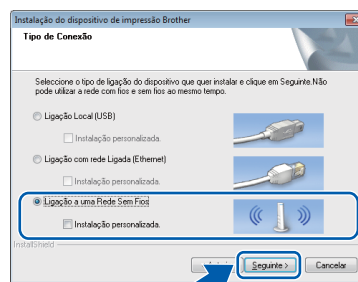 Instalação do dispositivo de impressão Brother
Tipo de Conexão
Seleccione o tipo de ligação do dispositivo que quer instalar e clique em Seguinte.Não
pode utilizar a rede com fios e sem fios ao mesmo tempo.
Ligação Local (USB)
Instalação personalizada.
Ligação com rede Ligada (Ethernet)
Instalação personalizada.
Ligação a uma Rede Sem Fios
Instalação personalizada.
InstallShield
Seguinte > Cancelar